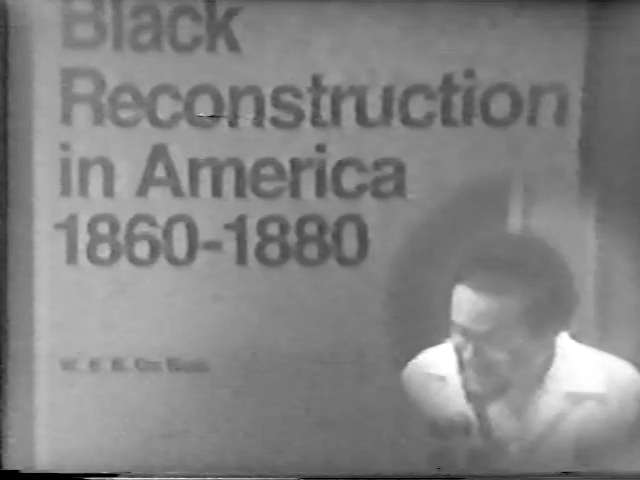 Black
Reconstruction
in America
1860-1880
W. E. B. Du Bois